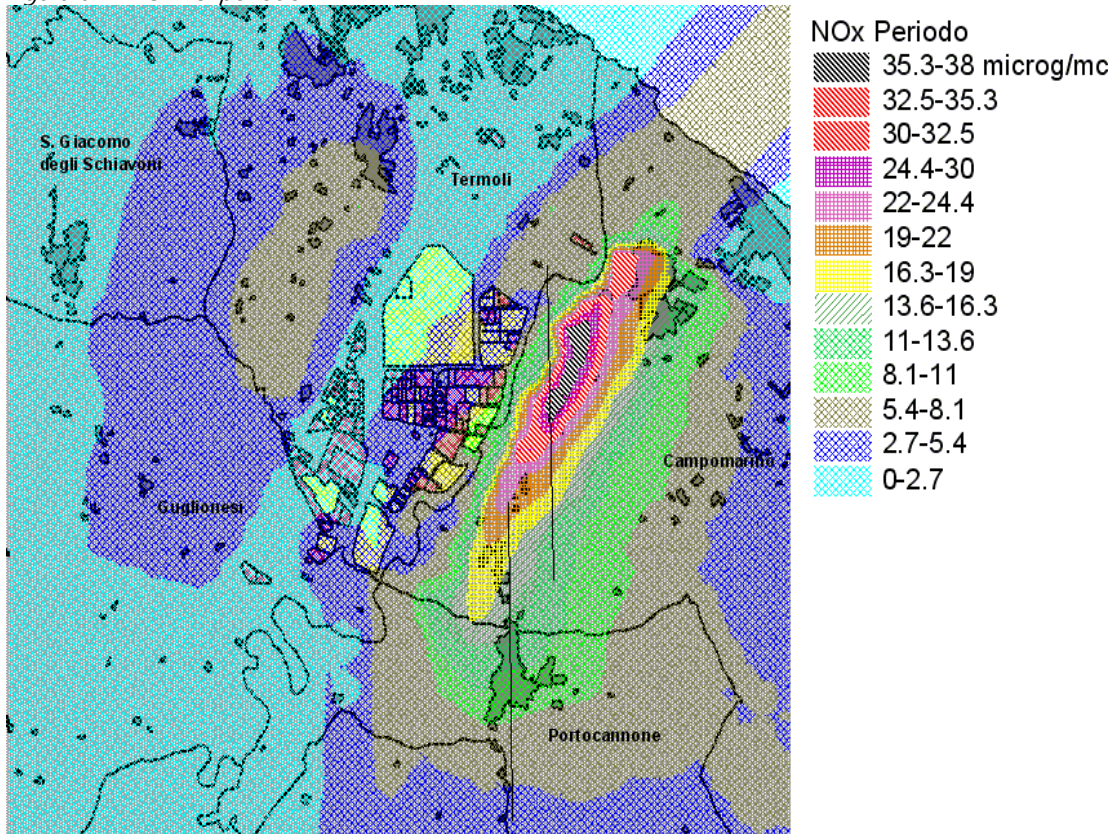 NOx Periodo
35.3-38 microg/mc
32.5-35.3
30-32.5
24.4-30
22-24.4
19-22
16.3-19
13.6-16.3
11-13.6
8.1-11
5.4-8.1
2.7-5.4
0-2.7
S. Giacomo
degli Schiavoni
Termoli
Campomarino
Guglionesi
Portocannone